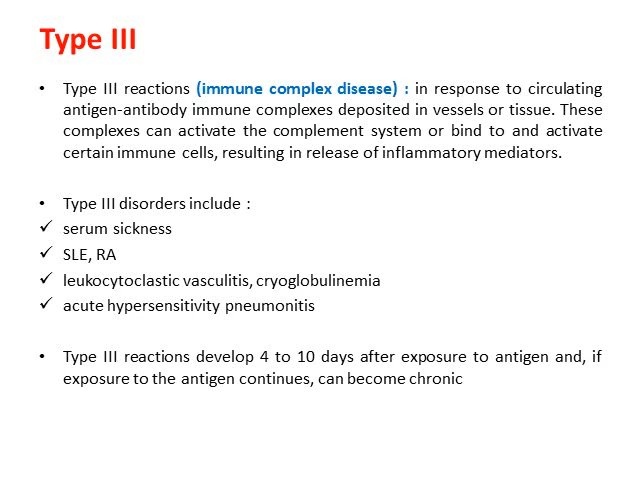 Type III
• Type III reactions (immune complex disease) : in response to circulating
antigen-antibody immune complexes deposited in vessels or tissue. These
complexes can activate the complement system or bind to and activate
certain immune cells, resulting in release of inflammatory mediators.
• Type III disorders include :
✓ serum sickness
✓ SLE, RA
✓ leukocytoclastic vasculitis, cryoglobulinemia
✓ acute hypersensitivity pneumonitis
• Type III reactions develop 4 to 10 days after exposure to antigen and, if
exposure to the antigen continues, can become chronic